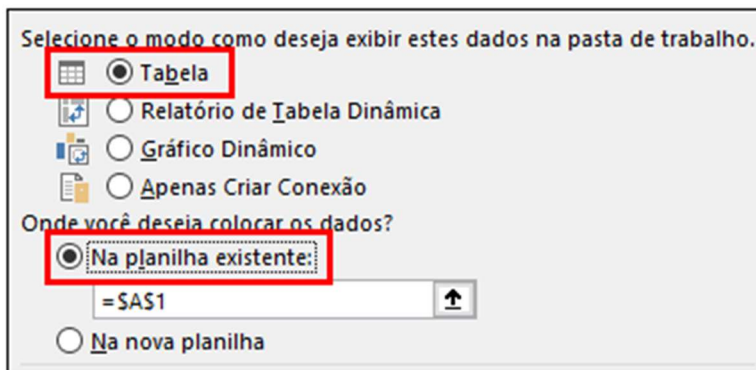 Selecione o modo como deseja exibir estes dados na pasta de trabalho.
Tabela
Relatório de Tabela Dinâmica
Gráfico Dinâmico
Apenas Criar Conexão
Onde você deseja colocar os dados?
Na planilha existente:
=$A$1
Na nova planilha